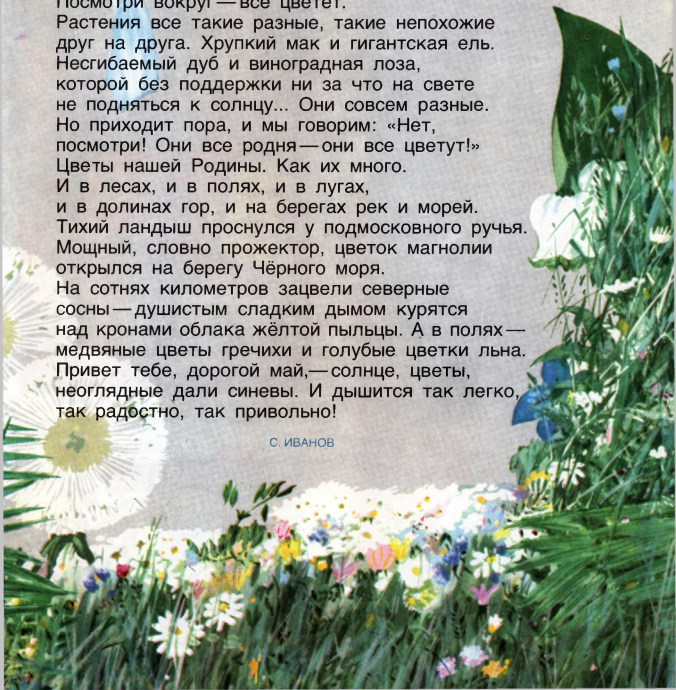 Посмотри вокруг — все цветет.
Растения все такие разные, такие непохожие
друг на друга. Хрупкий мак и гигантская ель.
Несгибаемый дуб и виноградная лоза,
которой без поддержки ни за что на свете
не подняться к солнцу... Они совсем разные.
Но приходит пора, и мы говорим: «Нет,
посмотри! Они все родня — они все цветут!»
Цветы нашей Родины. Как их много.
И в лесах, и в полях, и в лугах,
и в долинах гор, и на берегах рек и морей.
Тихий ландыш проснулся у подмосковного ручья.
Мощный, словно прожектор, цветок магнолии
открылся на берегу Чёрного моря.
На сотнях километров зацвели северные
сосны — душистым сладким дымом курятся
над кронами облака жёлтой пыльцы. А в полях —
медвяные цветы гречихи и голубые цветки льна.
Привет тебе, дорогой май,— солнце, цветы,
неоглядные дали синевы. И дышится так легко,
так радостно, так привольно!
С. ИВАНОВ